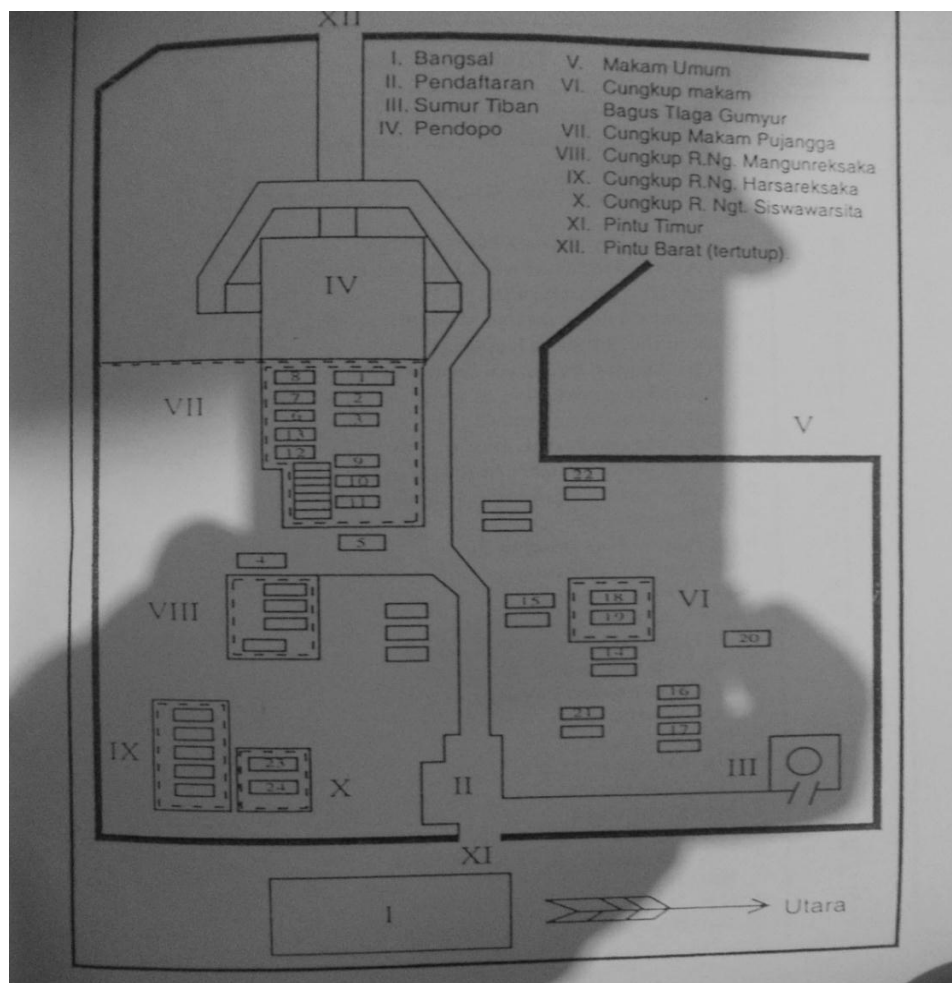 XII
I. Bangsal
II. Pendaftaran
III. Sumur Tiban
IV. Pendopo
V. Makam Umum
VI. Cungkup makam
Bagus Tlaga Gumyur
VII. Cungkup Makam Pujangga
VIII. Cungkup R.Ng. Mangunreksaka
IX. Cungkup R.Ng. Harsareksaka
X. Cungkup R. Ngt. Siswawarsita
XI. Pintu Timur
XII. Pintu Barat (tertutup).
IV
VII
8 1
7 2
6 3
13
12 9
10
11
5
4
V
22
VIII
15
18
19
VI
14
20
16
21
17
IX
23
24
X
II
III
XI
I
Utara